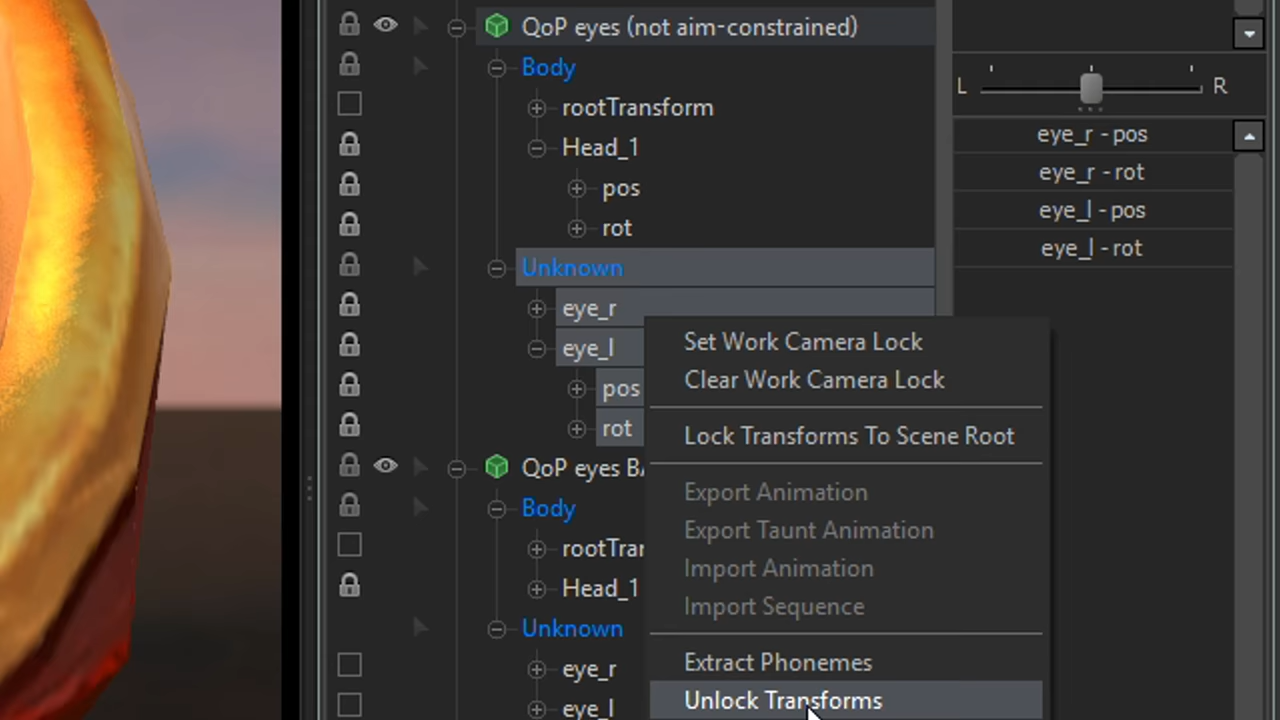 QoP eyes (not aim-constrained)
Body
rootTransform
Head_1
pos
rot
Unknown
eye_r
eye_l
pos
rot
QoP eyes
Body
Head_1
Unknown
eye_r
eye_l
Set Work Camera Lock
Clear Work Camera Lock
Lock Transforms To Scene Root
Export Animation
Export Taunt Animation
Import Animation
Import Sequence
Extract Phonemes
Unlock Transforms
L R
eye_r - pos
eye_r - rot
eye_l - pos
eye_l - rot